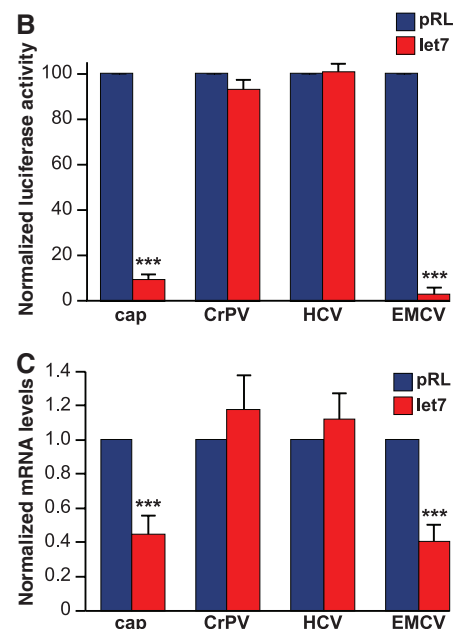 B
pRL
let7
Normalized luciferase activity
100
80
60
40
20
0
***
***
cap CrPV HCV EMCV
C
pRL
let7
Normalized mRNA levels
1.4
1.2
1.0
0.8
0.6
0.4
0.2
0
***
***
cap CrPV HCV EMCV